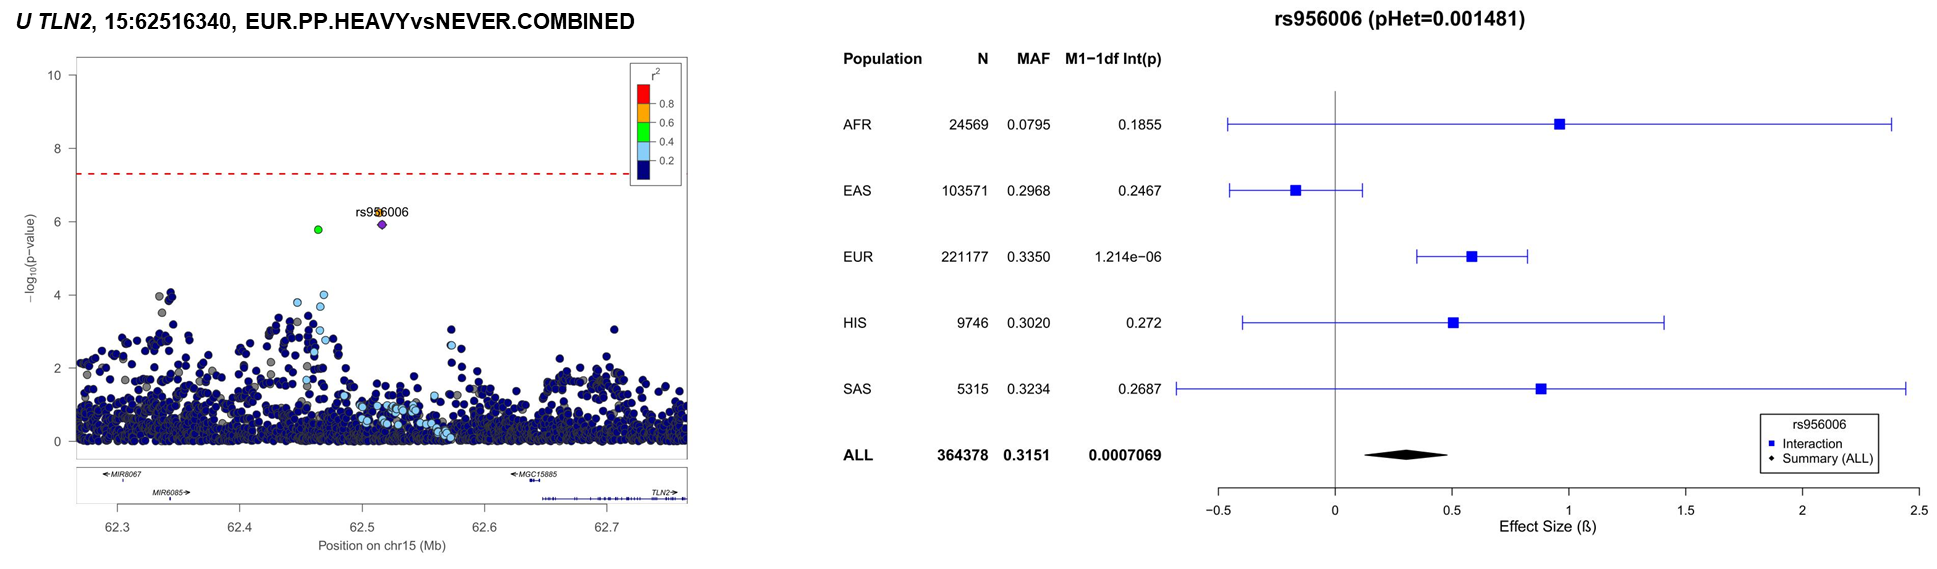 U TLN2, 15:62516340, EUR.PP.HEAVYvsNEVER.COMBINED
10
8
6
4
2
0
−log10(p−value)
rs956006
r2
0.8
0.6
0.4
0.2
MIR8067
MGC15885
MIR6085
TLN2
62.3 62.4 62.5 62.6 62.7
Position on chr15 (Mb)
rs956006 (pHet=0.001481)
Population N MAF M1−1df Int(p)
AFR 24569 0.0795 0.1855
EAS 103571 0.2968 0.2467
EUR 221177 0.3350 1.214e−06
HIS 9746 0.3020 0.272
SAS 5315 0.3234 0.2687
ALL 364378 0.3151 0.0007069
rs956006
Interaction
Summary (ALL)
−0.5 0 0.5 1 1.5 2 2.5
Effect Size (ß)